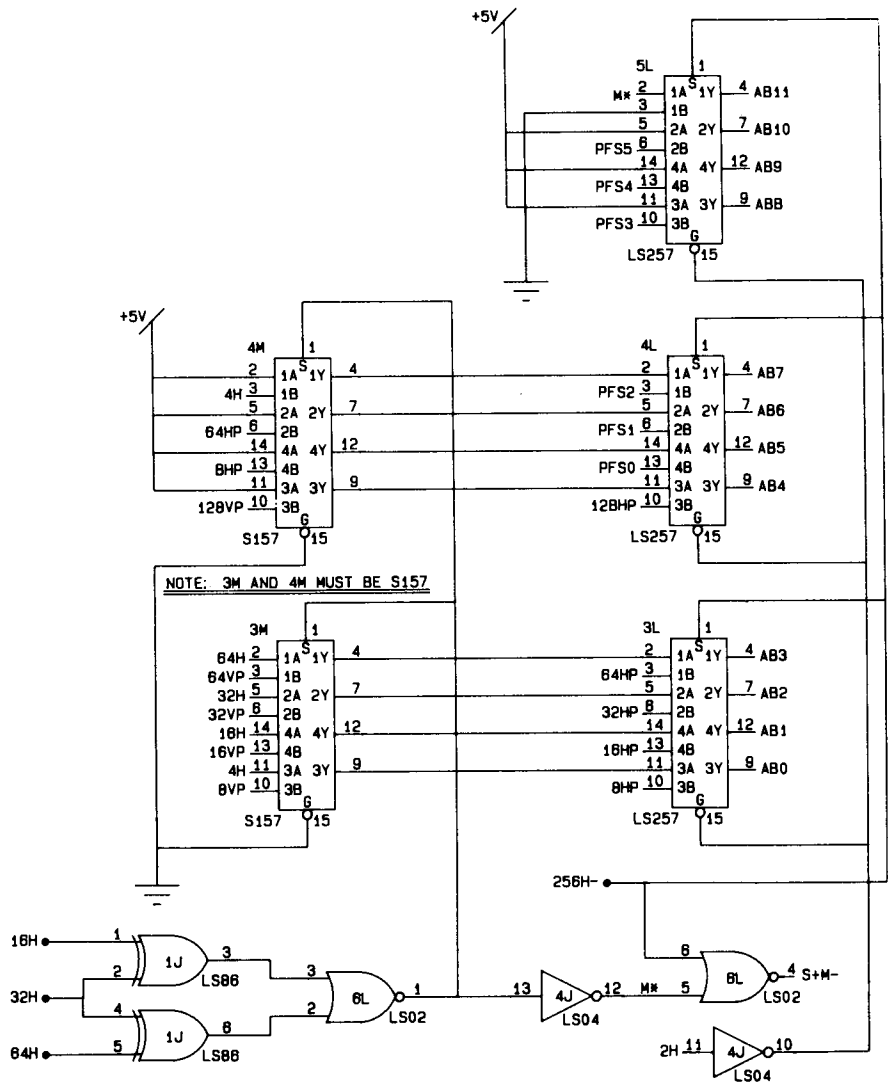 +5V
5L
1
S
M* 2 1A 1Y 4 AB11
3 1B
5 2A 2Y 7 AB10
PFS5 6 2B
14 4A 4Y 12 AB9
PFS4 13 4B
11 3A 3Y 9 AB8
PFS3 10 3B
G
LS257 15
+5V
4M
1
S
2 1A 1Y 4
4H 3 1B
5 2A 2Y 7
64HP 6 2B
14 4A 4Y 12
8HP 13 4B
11 3A 3Y 9
128VP 10 3B
G
S157 15
4L
1
S
2 1A 1Y 4 AB7
PFS2 3 1B
5 2A 2Y 7 AB6
PFS1 6 2B
14 4A 4Y 12 AB5
PFS0 13 4B
11 3A 3Y 9 AB4
128HP 10 3B
G
LS257 15
NOTE: 3M AND 4M MUST BE S157
3M
1
S
64H 2 1A 1Y 4
64VP 3 1B
32H 5 2A 2Y 7
32VP 6 2B
16H 14 4A 4Y 12
16VP 13 4B
4H 11 3A 3Y 9
8VP 10 3B
G
S157 15
3L
1
S
2 1A 1Y 4 AB3
64HP 3 1B
5 2A 2Y 7 AB2
32HP 6 2B
14 4A 4Y 12 AB1
16HP 13 4B
11 3A 3Y 9 AB0
8HP 10 3B
G
LS257 15
256H-
16H 1
2 1J 3
LS86
32H
4
64H 5 1J 6
LS86
3
2 6L 1
LS02
13 4J 12 M*
LS04
6
5 6L 4 S+M-
LS02
2H 11 4J 10
LS04